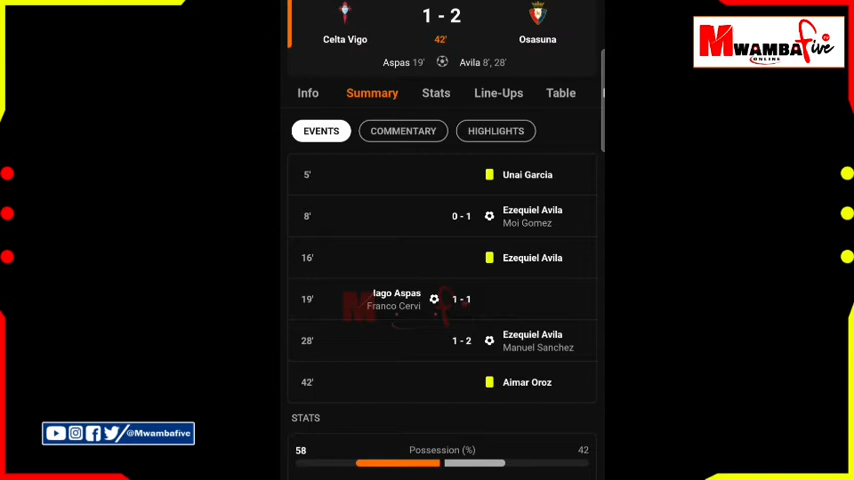 1 - 2
Celta Vigo 42' Osasuna
Aspas 19' Avila 8', 28'
Info Summary Stats Line-Ups Table
EVENTS COMMENTARY HIGHLIGHTS
5' Unai Garcia
8' 0 - 1 Ezequiel Avila
Moi Gomez
16' Ezequiel Avila
19' Iago Aspas 1 - 1
Franco Cervi
28' 1 - 2 Ezequiel Avila
Manuel Sanchez
42' Aimar Oroz
STATS
58 Possession (%) 42
MWAMBA Five
ONLINE
@Mwambafive